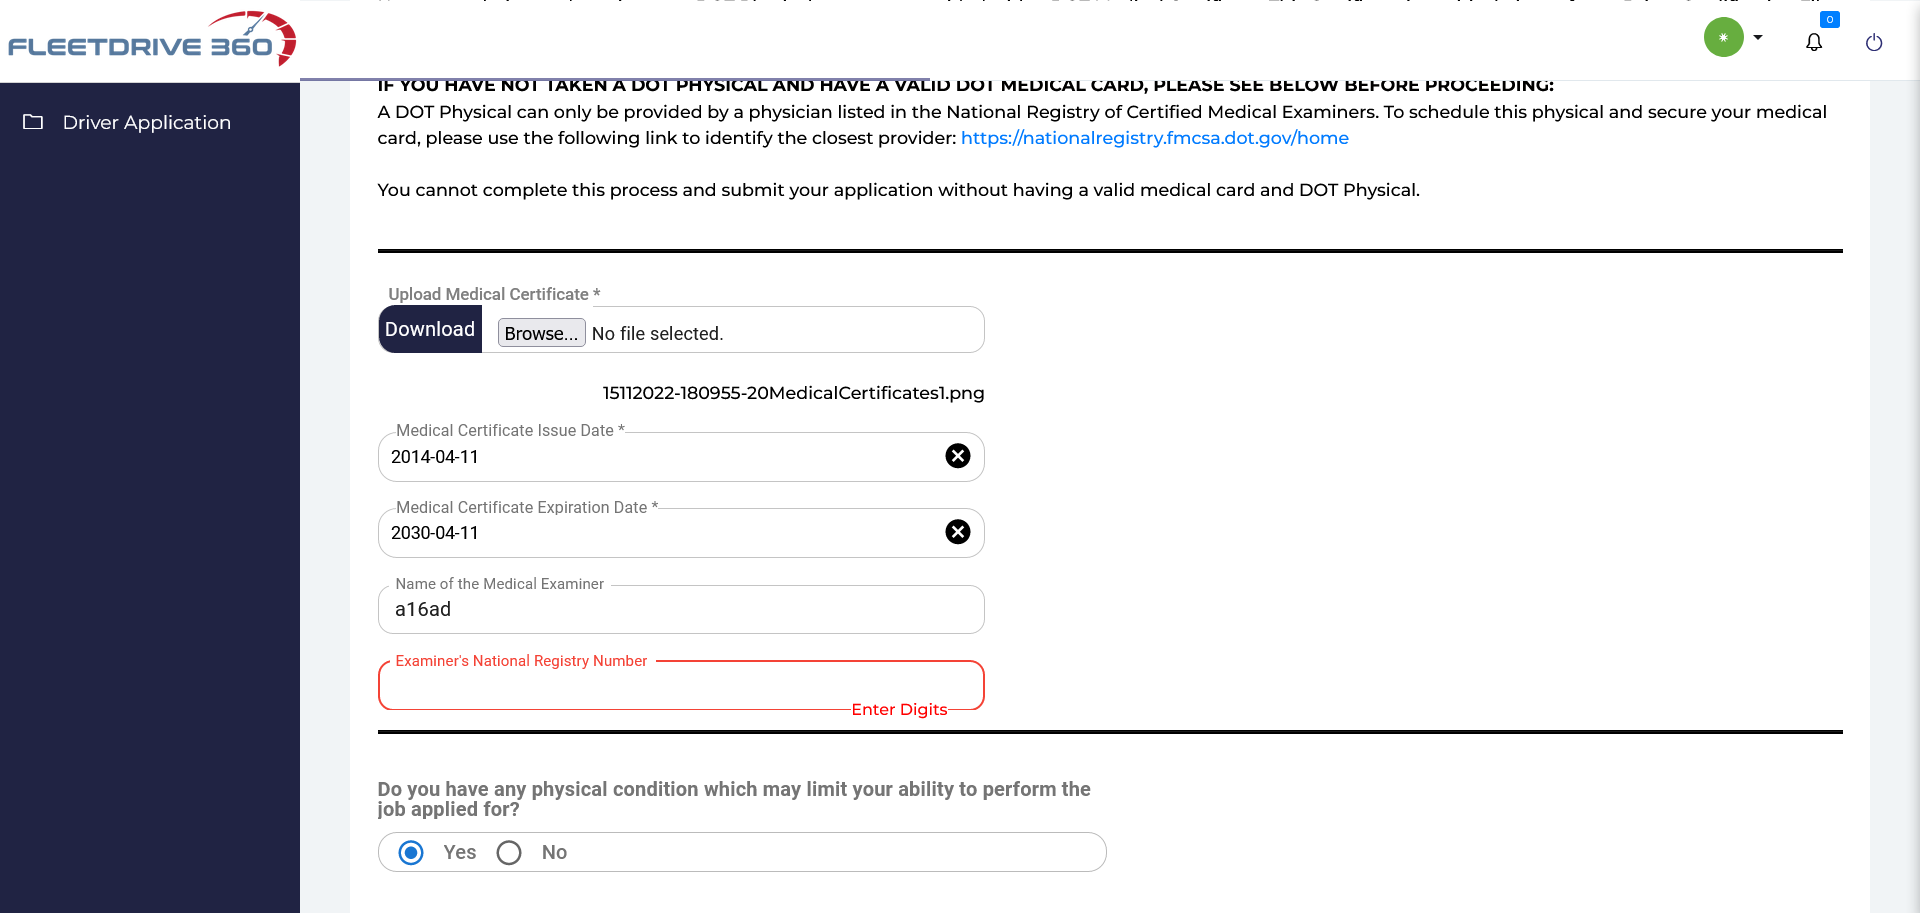 FLEETDRIVE 360
0
Driver Application
IF YOU HAVE NOT TAKEN A DOT PHYSICAL AND HAVE A VALID DOT MEDICAL CARD, PLEASE SEE BELOW BEFORE PROCEEDING:
A DOT Physical can only be provided by a physician listed in the National Registry of Certified Medical Examiners. To schedule this physical and secure your medical
card, please use the following link to identify the closest provider: https://nationalregistry.fmcsa.dot.gov/home
You cannot complete this process and submit your application without having a valid medical card and DOT Physical.
Upload Medical Certificate *
Download
Browse... No file selected.
15112022-180955-20MedicalCertificates1.png
Medical Certificate Issue Date *
2014-04-11
Medical Certificate Expiration Date *
2030-04-11
Name of the Medical Examiner
a16ad
Examiner's National Registry Number
Enter Digits
Do you have any physical condition which may limit your ability to perform the
job applied for?
Yes No